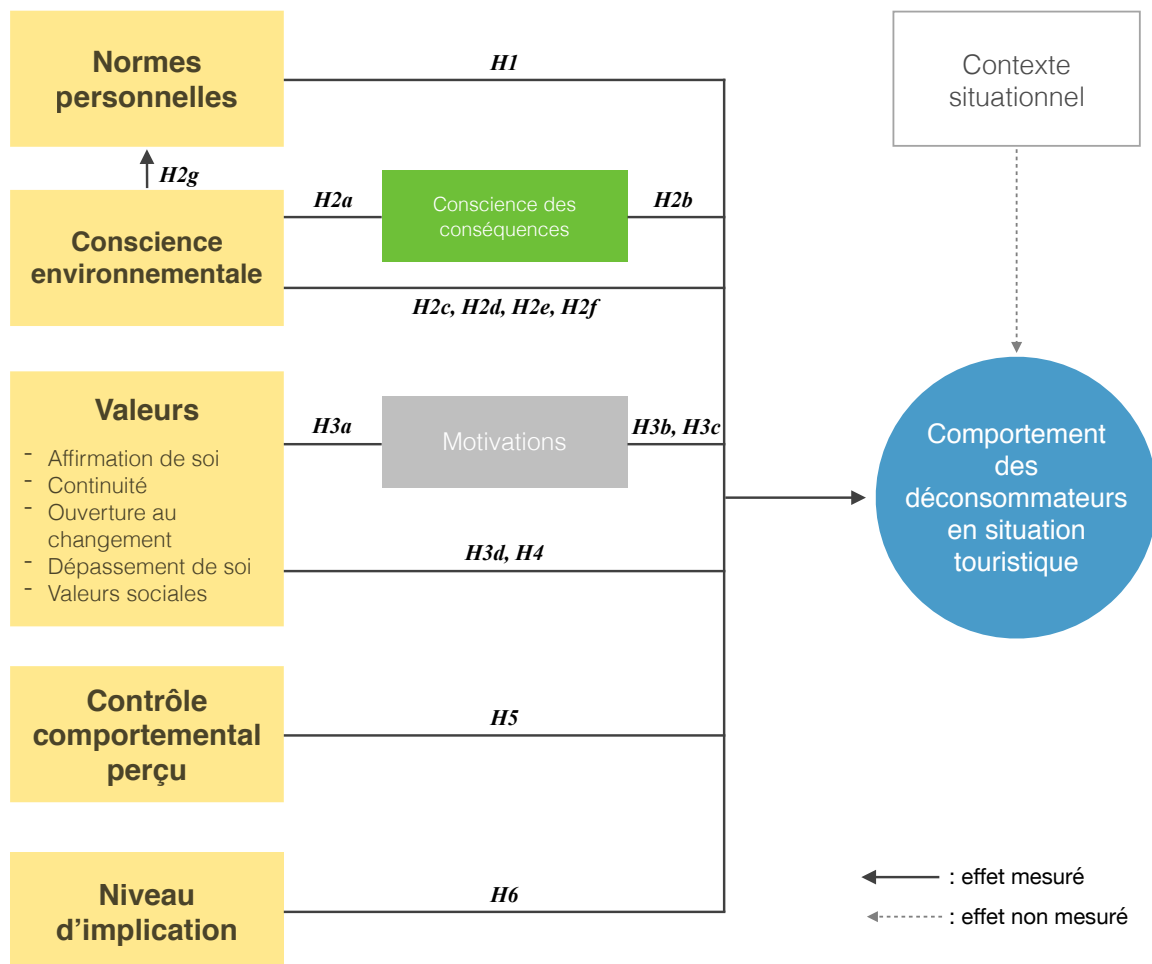 Normes
personnelles
H1
Contexte
situationnel
H2g
H2a
Conscience des
conséquences
H2b
Conscience
environnementale
H2c, H2d, H2e, H2f
Valeurs
- Affirmation de soi
- Continuité
- Ouverture au
changement
- Dépassement de soi
- Valeurs sociales
H3a
Motivations
H3b, H3c
H3d, H4
Comportement
des
déconsommateurs
en situation
touristique
Contrôle
comportemental
perçu
H5
Niveau
d'implication
H6
: effet mesuré
: effet non mesuré